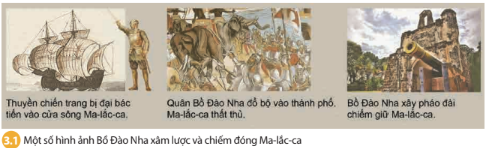 Thuyền chiến trang bị đại bác
tiến vào cửa sông Ma-lắc-ca.
Quân Bồ Đào Nha đổ bộ vào thành phố.
Ma-lắc-ca thất thủ.
Bồ Đào Nha xây pháo đài
chiếm giữ Ma-lắc-ca.
3.1 Một số hình ảnh Bồ Đào Nha xâm lược và chiếm đóng Ma-lắc-ca